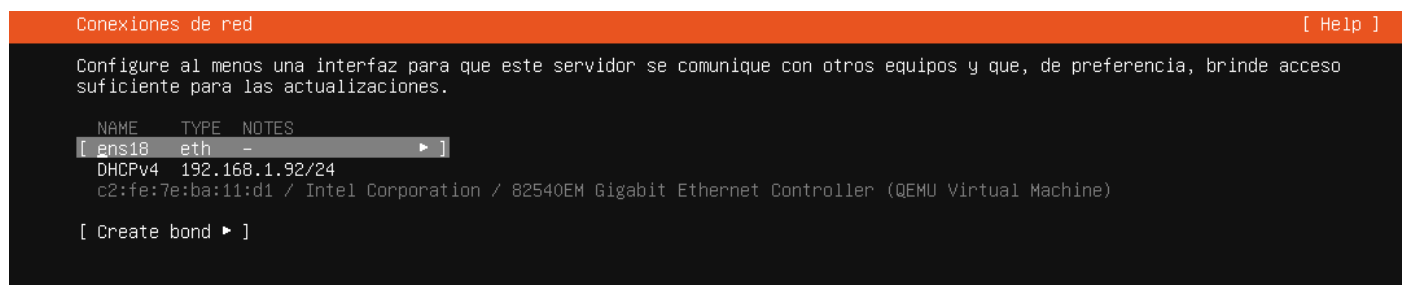 Conexiones de red [ Help ]
Configure al menos una interfaz para que este servidor se comunique con otros equipos y que, de preferencia, brinde acceso
suficiente para las actualizaciones.
NAME TYPE NOTES
[ ens18 eth - ▸ ]
DHCPv4 192.168.1.92/24
c2:fe:7e:ba:11:d1 / Intel Corporation / 82540EM Gigabit Ethernet Controller (QEMU Virtual Machine)
[ Create bond ▸ ]